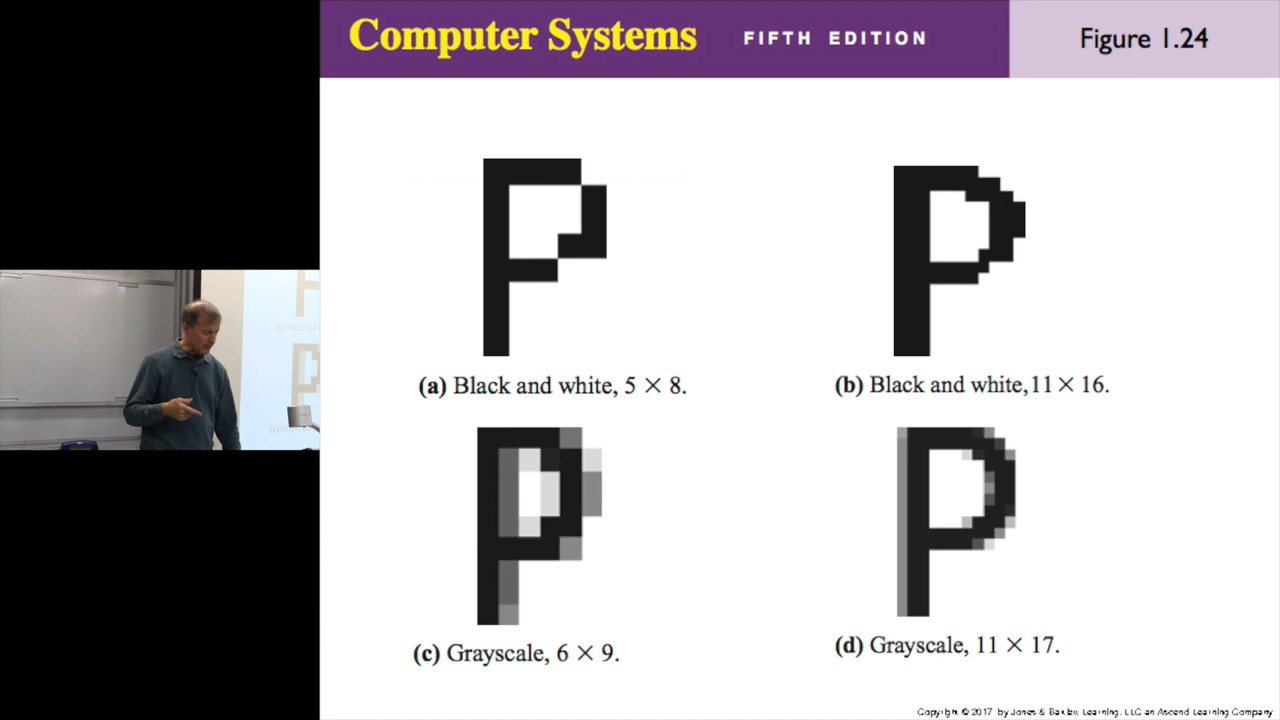 Computer Systems FIFTH EDITION Figure 1.24
(a) Black and white, 5 × 8.
(b) Black and white, 11 × 16.
(c) Grayscale, 6 × 9.
(d) Grayscale, 11 × 17.
Copyright © 2017 by Jones & Bartlett Learning, LLC an Ascend Learning Company